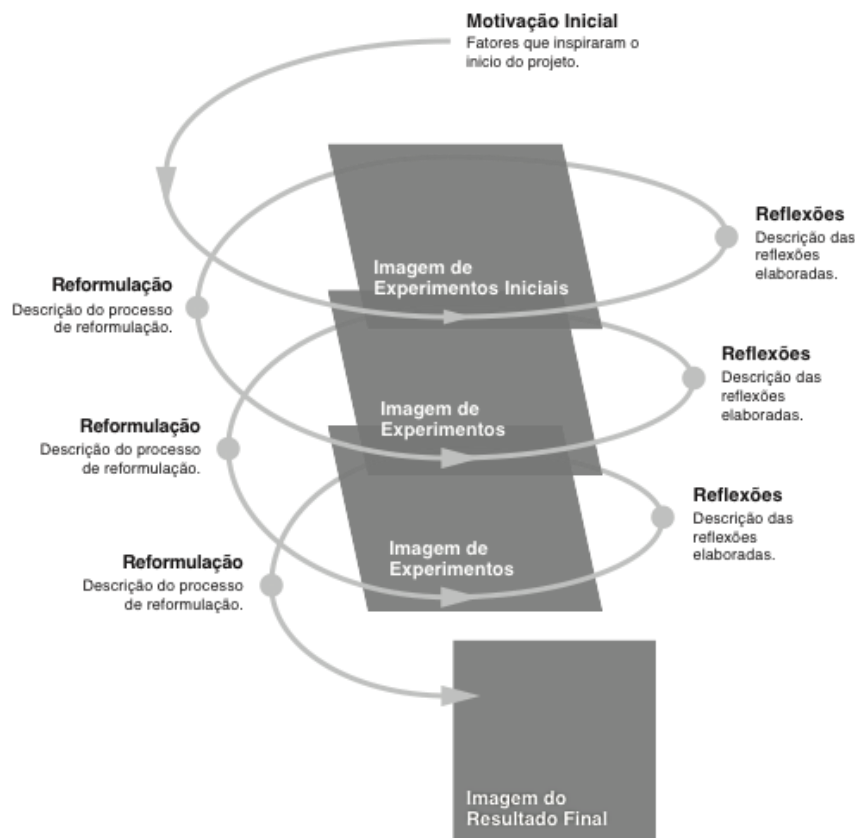 Motivação Inicial
Fatores que inspiraram o
inicio do projeto.
Reflexões
Descrição das
reflexões
elaboradas.
Imagem de
Experimentos Iniciais
Reformulação
Descrição do processo
de reformulação.
Reflexões
Descrição das
reflexões
elaboradas.
Imagem de
Experimentos
Reformulação
Descrição do processo
de reformulação.
Reflexões
Descrição das
reflexões
elaboradas.
Imagem de
Experimentos
Reformulação
Descrição do processo
de reformulação.
Imagem do
Resultado Final